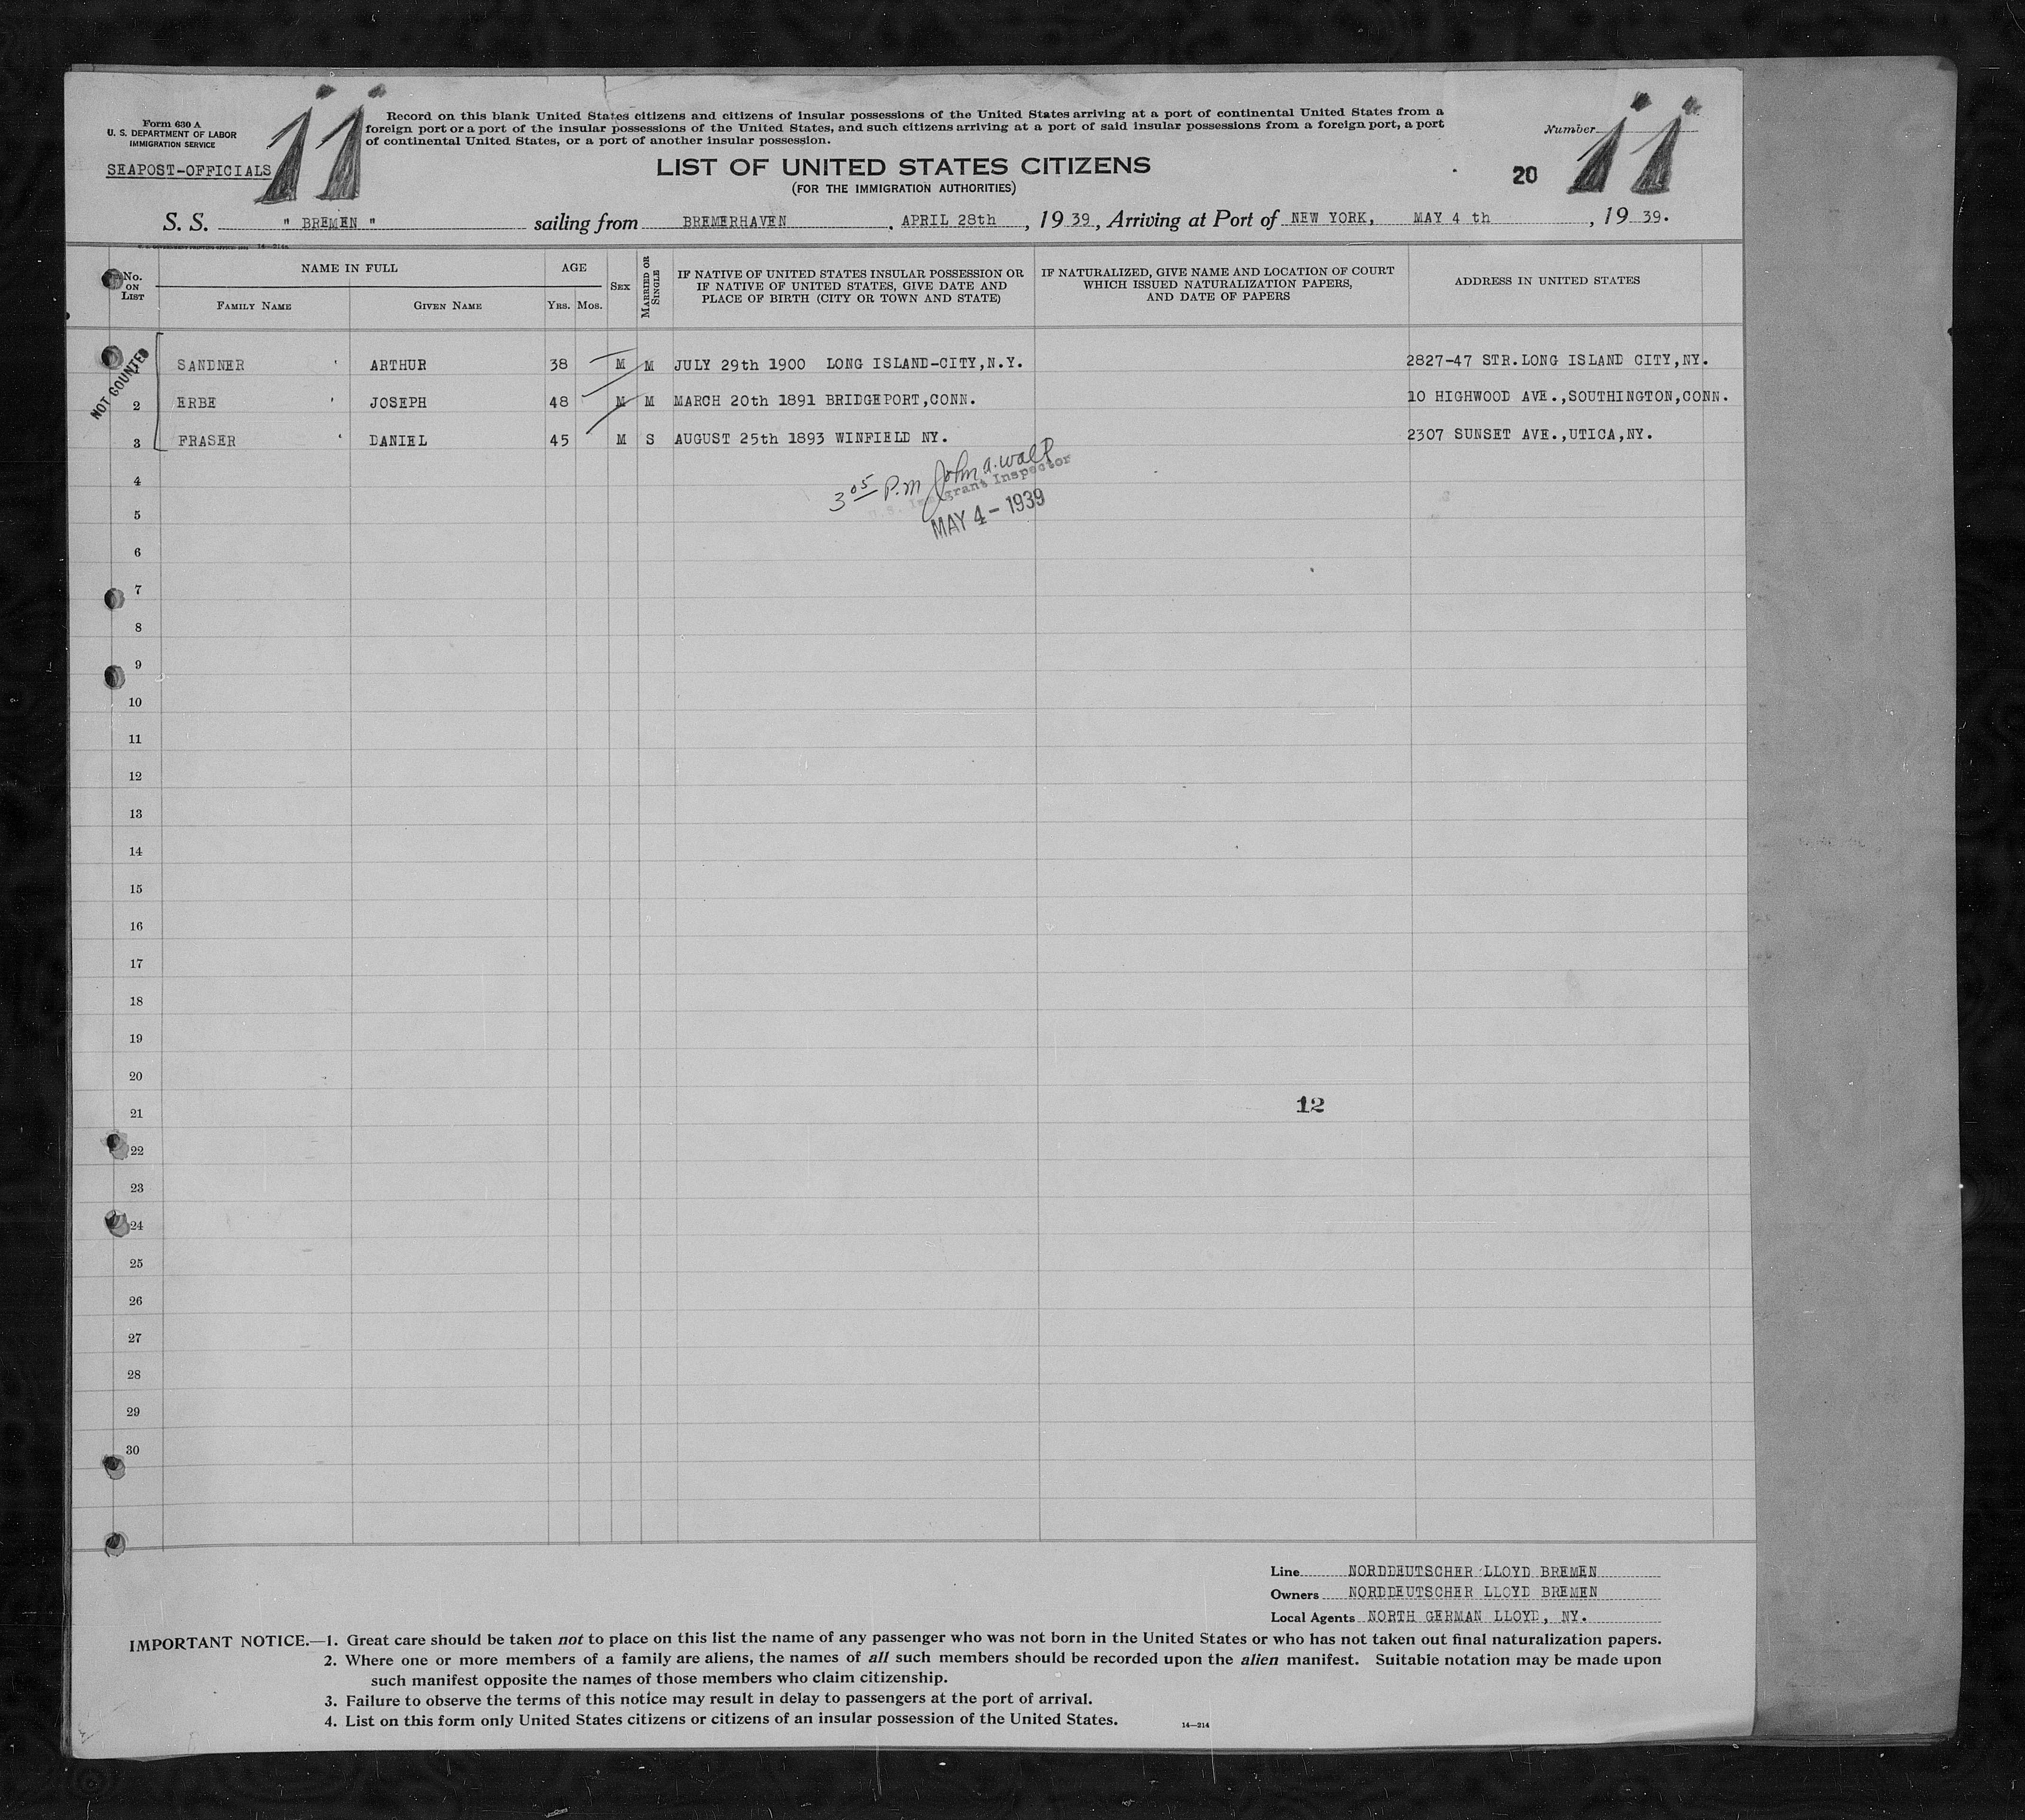 Form 630 A
U. S. DEPARTMENT OF LABOR
IMMIGRATION SERVICE
SEAPOST-OFFICIALS
11
Record on this blank United States citizens and citizens of insular possessions of the United States arriving at a port of continental United States from a
foreign port or a port of the insular possessions of the United States, and such citizens arriving at a port of said insular possessions from a foreign port, a port
of continental United States, or a port of another insular possession.
LIST OF UNITED STATES CITIZENS
(FOR THE IMMIGRATION AUTHORITIES)
20
Number 11
S. S. " BREMEN " sailing from BREMERHAVEN , APRIL 28th , 19 39, Arriving at Port of NEW YORK, MAY 4 th , 19 39.
No. ON LIST
NAME IN FULL
FAMILY NAME
GIVEN NAME
AGE
YRS. MOS.
SEX
MARRIED OR SINGLE
IF NATIVE OF UNITED STATES INSULAR POSSESSION OR
IF NATIVE OF UNITED STATES, GIVE DATE AND
PLACE OF BIRTH (CITY OR TOWN AND STATE)
IF NATURALIZED, GIVE NAME AND LOCATION OF COURT
WHICH ISSUED NATURALIZATION PAPERS,
AND DATE OF PAPERS
ADDRESS IN UNITED STATES
NOT COUNTED
SANDNER ARTHUR 38 M M JULY 29th 1900 LONG ISLAND-CITY,N.Y. 2827-47 STR.LONG ISLAND CITY,NY.
2 ERBE JOSEPH 48 M M MARCH 20th 1891 BRIDGEPORT,CONN. 10 HIGHWOOD AVE.,SOUTHINGTON,CONN.
3 FRASER DANIEL 45 M S AUGUST 25th 1893 WINFIELD NY. 2307 SUNSET AVE.,UTICA,NY.
3 05 P.M John A. Wall
U.S. Immigrant Inspector
MAY 4 - 1939
4
5
6
7
8
9
10
11
12
13
14
15
16
17
18
19
20
12
21
22
23
24
25
26
27
28
29
30
Line NORDDEUTSCHER LLOYD BREMEN
Owners NORDDEUTSCHER LLOYD BREMEN
Local Agents NORTH GERMAN LLOYD, NY.
IMPORTANT NOTICE.—1. Great care should be taken not to place on this list the name of any passenger who was not born in the United States or who has not taken out final naturalization papers.
2. Where one or more members of a family are aliens, the names of all such members should be recorded upon the alien manifest. Suitable notation may be made upon
such manifest opposite the names of those members who claim citizenship.
3. Failure to observe the terms of this notice may result in delay to passengers at the port of arrival.
4. List on this form only United States citizens or citizens of an insular possession of the United States.
14—214